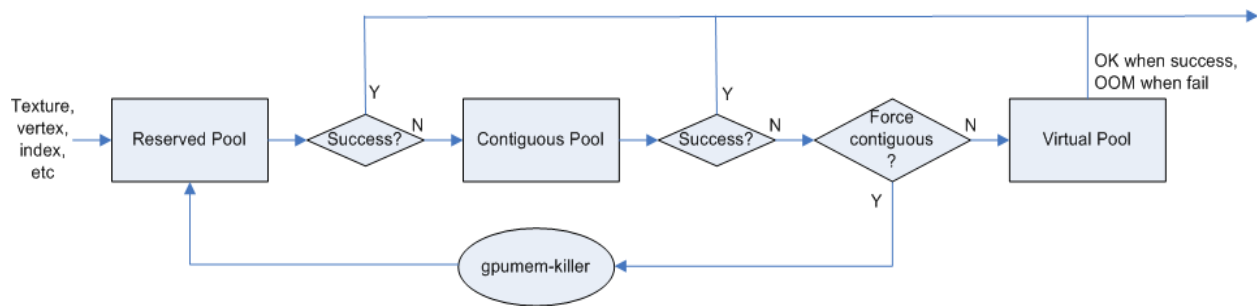 OK when success,
OOM when fail
Texture,
vertex,
index,
etc
Reserved Pool
Success?
Y
N
Contiguous Pool
Success?
Y
N
Force
contiguous
?
N
Y
Virtual Pool
gpumem-killer